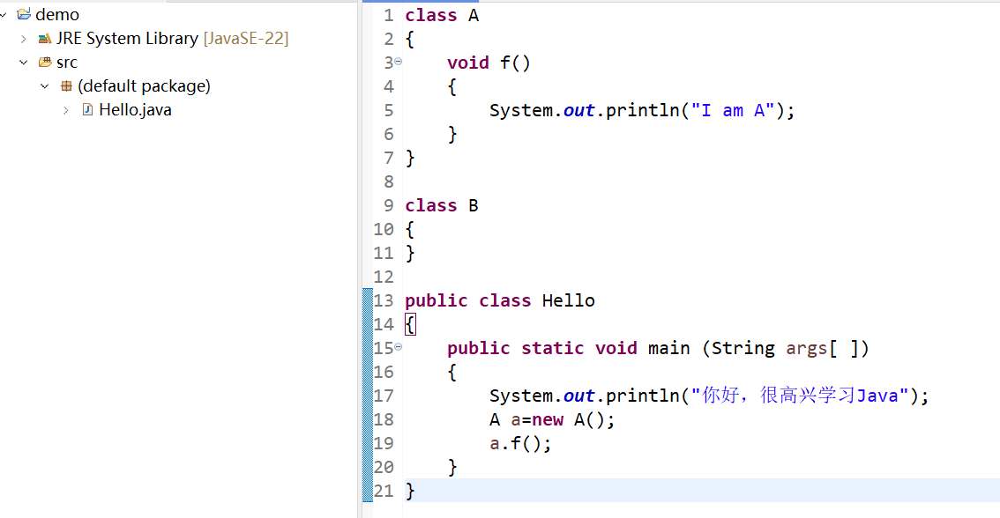 demo
JRE System Library [JavaSE-22]
src
(default package)
Hello.java
1 class A
2 {
3     void f()
4     {
5         System.out.println("I am A");
6     }
7 }
8
9 class B
10 {
11 }
12
13 public class Hello
14 {
15     public static void main (String args[ ])
16     {
17         System.out.println("你好，很高兴学习Java");
18         A a=new A();
19         a.f();
20     }
21 }